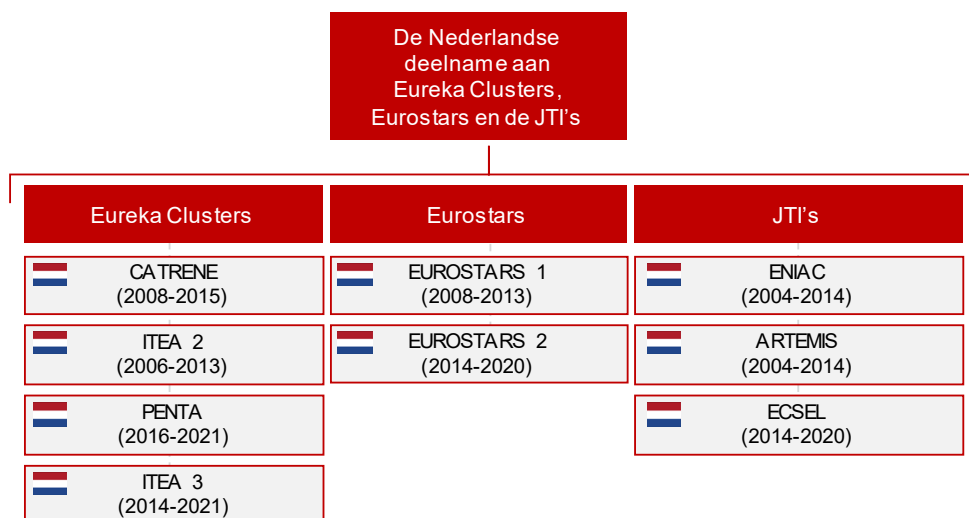 De Nederlandse
deelname aan
Eureka Clusters,
Eurostars en de JTI's
Eureka Clusters
CATRENE
(2008-2015)
ITEA 2
(2006-2013)
PENTA
(2016-2021)
ITEA 3
(2014-2021)
Eurostars
EUROSTARS 1
(2008-2013)
EUROSTARS 2
(2014-2020)
JTI's
ENIAC
(2004-2014)
ARTEMIS
(2004-2014)
ECSEL
(2014-2020)